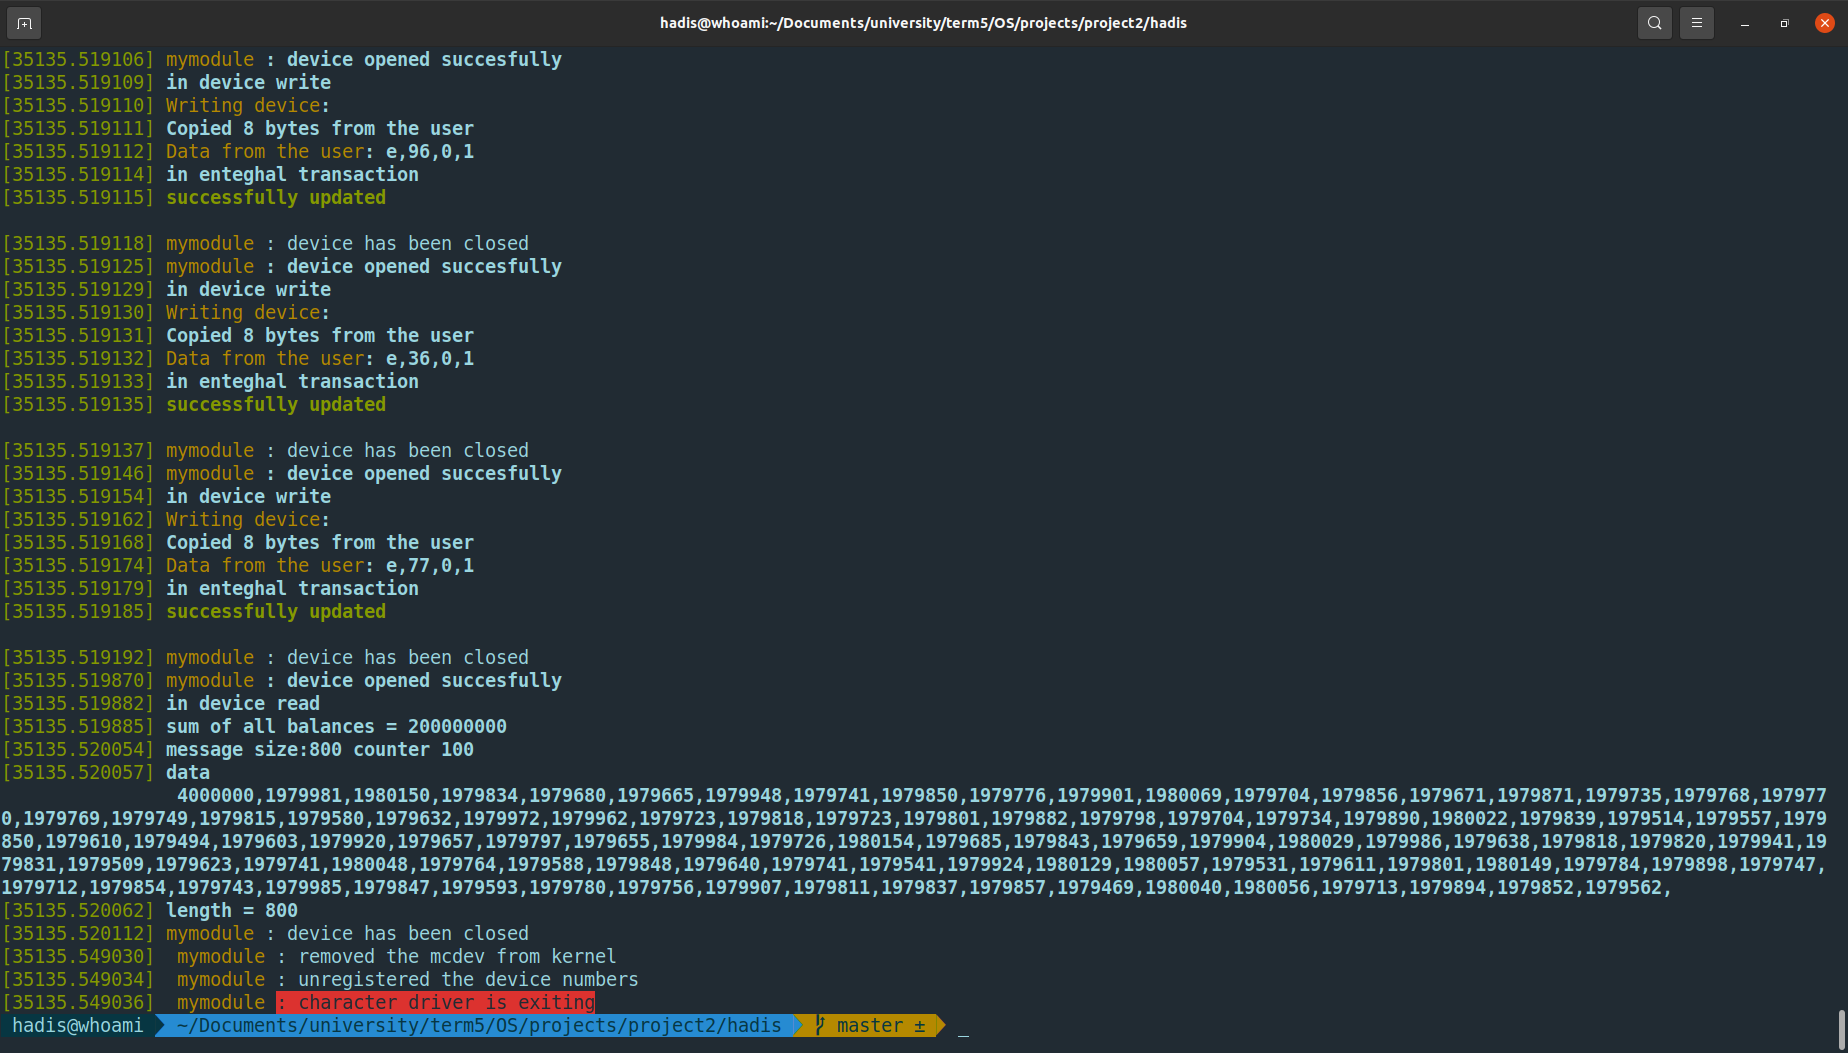 hadis@whoami:~/Documents/university/term5/OS/projects/project2/hadis
[35135.519106] mymodule : device opened succesfully
[35135.519109] in device write
[35135.519110] Writing device:
[35135.519111] Copied 8 bytes from the user
[35135.519112] Data from the user: e,96,0,1
[35135.519114] in enteghal transaction
[35135.519115] successfully updated
[35135.519118] mymodule : device has been closed
[35135.519125] mymodule : device opened succesfully
[35135.519129] in device write
[35135.519130] Writing device:
[35135.519131] Copied 8 bytes from the user
[35135.519132] Data from the user: e,36,0,1
[35135.519133] in enteghal transaction
[35135.519135] successfully updated
[35135.519137] mymodule : device has been closed
[35135.519146] mymodule : device opened succesfully
[35135.519154] in device write
[35135.519162] Writing device:
[35135.519168] Copied 8 bytes from the user
[35135.519174] Data from the user: e,77,0,1
[35135.519179] in enteghal transaction
[35135.519185] successfully updated
[35135.519192] mymodule : device has been closed
[35135.519870] mymodule : device opened succesfully
[35135.519882] in device read
[35135.519885] sum of all balances = 200000000
[35135.520054] message size:800 counter 100
[35135.520057] data
4000000,1979981,1980150,1979834,1979680,1979665,1979948,1979741,1979850,1979776,1979901,1980069,1979704,1979856,1979671,1979871,1979735,1979768,197977
0,1979769,1979749,1979815,1979580,1979632,1979972,1979962,1979723,1979818,1979723,1979801,1979882,1979798,1979704,1979734,1979890,1980022,1979839,1979514,1979557,1979
850,1979610,1979494,1979603,1979920,1979657,1979797,1979655,1979984,1979726,1980154,1979685,1979843,1979659,1979904,1980029,1979986,1979638,1979818,1979820,1979941,19
79831,1979509,1979623,1979741,1980048,1979764,1979588,1979848,1979640,1979741,1979541,1979924,1980129,1980057,1979531,1979611,1979801,1980149,1979784,1979898,1979747,
1979712,1979854,1979743,1979985,1979847,1979593,1979780,1979756,1979907,1979811,1979837,1979857,1979469,1980040,1980056,1979713,1979894,1979852,1979562,
[35135.520062] length = 800
[35135.520112] mymodule : device has been closed
[35135.549030] mymodule : removed the mcdev from kernel
[35135.549034] mymodule : unregistered the device numbers
[35135.549036] mymodule : character driver is exiting
hadis@whoami ~/Documents/university/term5/OS/projects/project2/hadis master ± _